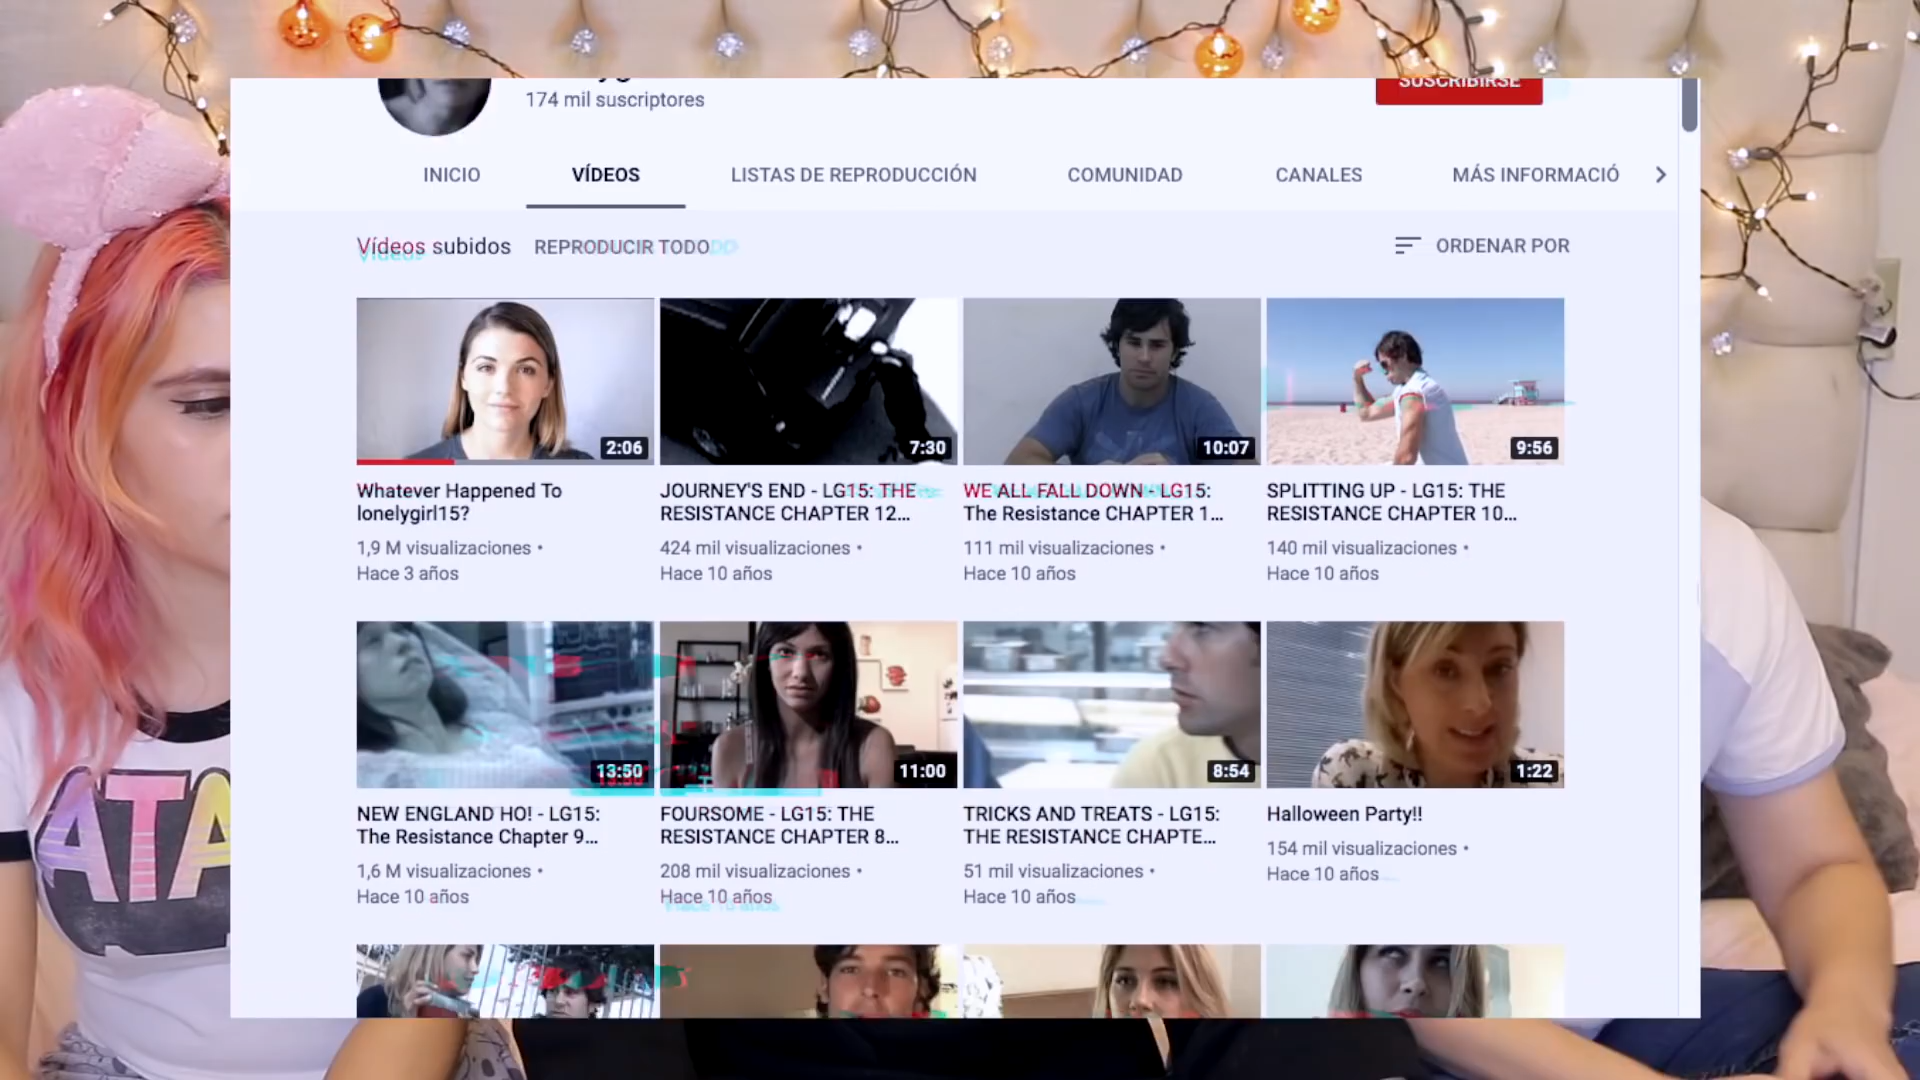 174 mil suscriptores
SUSCRIBIRSE
INICIO VÍDEOS LISTAS DE REPRODUCCIÓN COMUNIDAD CANALES MÁS INFORMACIÓ
Vídeos subidos REPRODUCIR TODO ORDENAR POR
2:06 7:30 10:07 9:56
Whatever Happened To
lonelygirl15?
1,9 M visualizaciones •
Hace 3 años
JOURNEY'S END - LG15: THE
RESISTANCE CHAPTER 12...
424 mil visualizaciones •
Hace 10 años
WE ALL FALL DOWN - LG15:
The Resistance CHAPTER 1...
111 mil visualizaciones •
Hace 10 años
SPLITTING UP - LG15: THE
RESISTANCE CHAPTER 10...
140 mil visualizaciones •
Hace 10 años
13:50 11:00 8:54 1:22
NEW ENGLAND HO! - LG15:
The Resistance Chapter 9...
1,6 M visualizaciones •
Hace 10 años
FOURSOME - LG15: THE
RESISTANCE CHAPTER 8...
208 mil visualizaciones •
Hace 10 años
TRICKS AND TREATS - LG15:
THE RESISTANCE CHAPTE...
51 mil visualizaciones •
Hace 10 años
Halloween Party!!
154 mil visualizaciones •
Hace 10 años
ATA